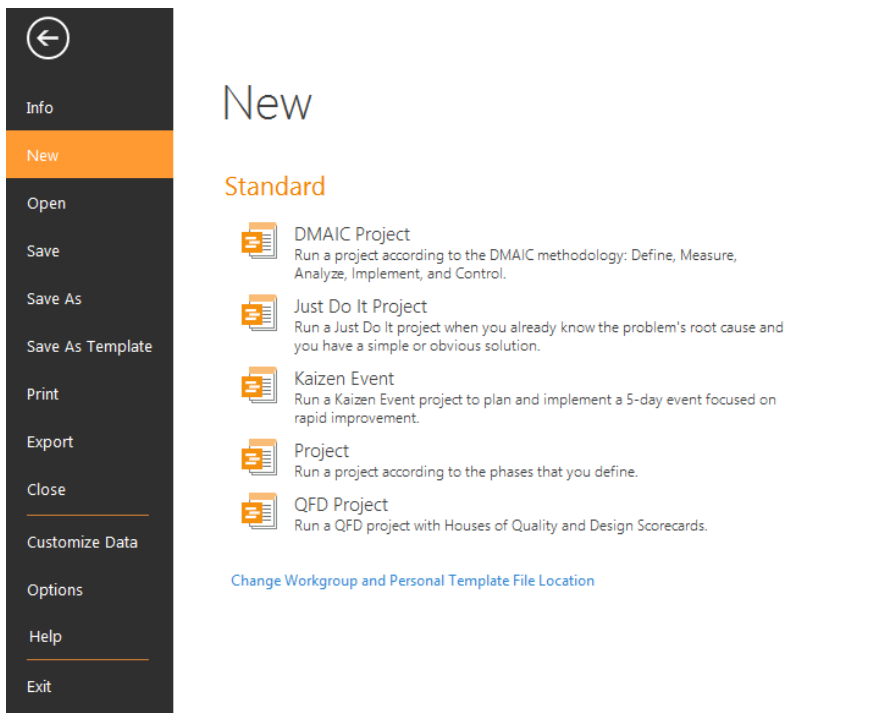 Info
New
Open
Save
Save As
Save As Template
Print
Export
Close
Customize Data
Options
Help
Exit
New
Standard
DMAIC Project
Run a project according to the DMAIC methodology: Define, Measure,
Analyze, Implement, and Control.
Just Do It Project
Run a Just Do It project when you already know the problem's root cause and
you have a simple or obvious solution.
Kaizen Event
Run a Kaizen Event project to plan and implement a 5-day event focused on
rapid improvement.
Project
Run a project according to the phases that you define.
QFD Project
Run a QFD project with Houses of Quality and Design Scorecards.
Change Workgroup and Personal Template File Location